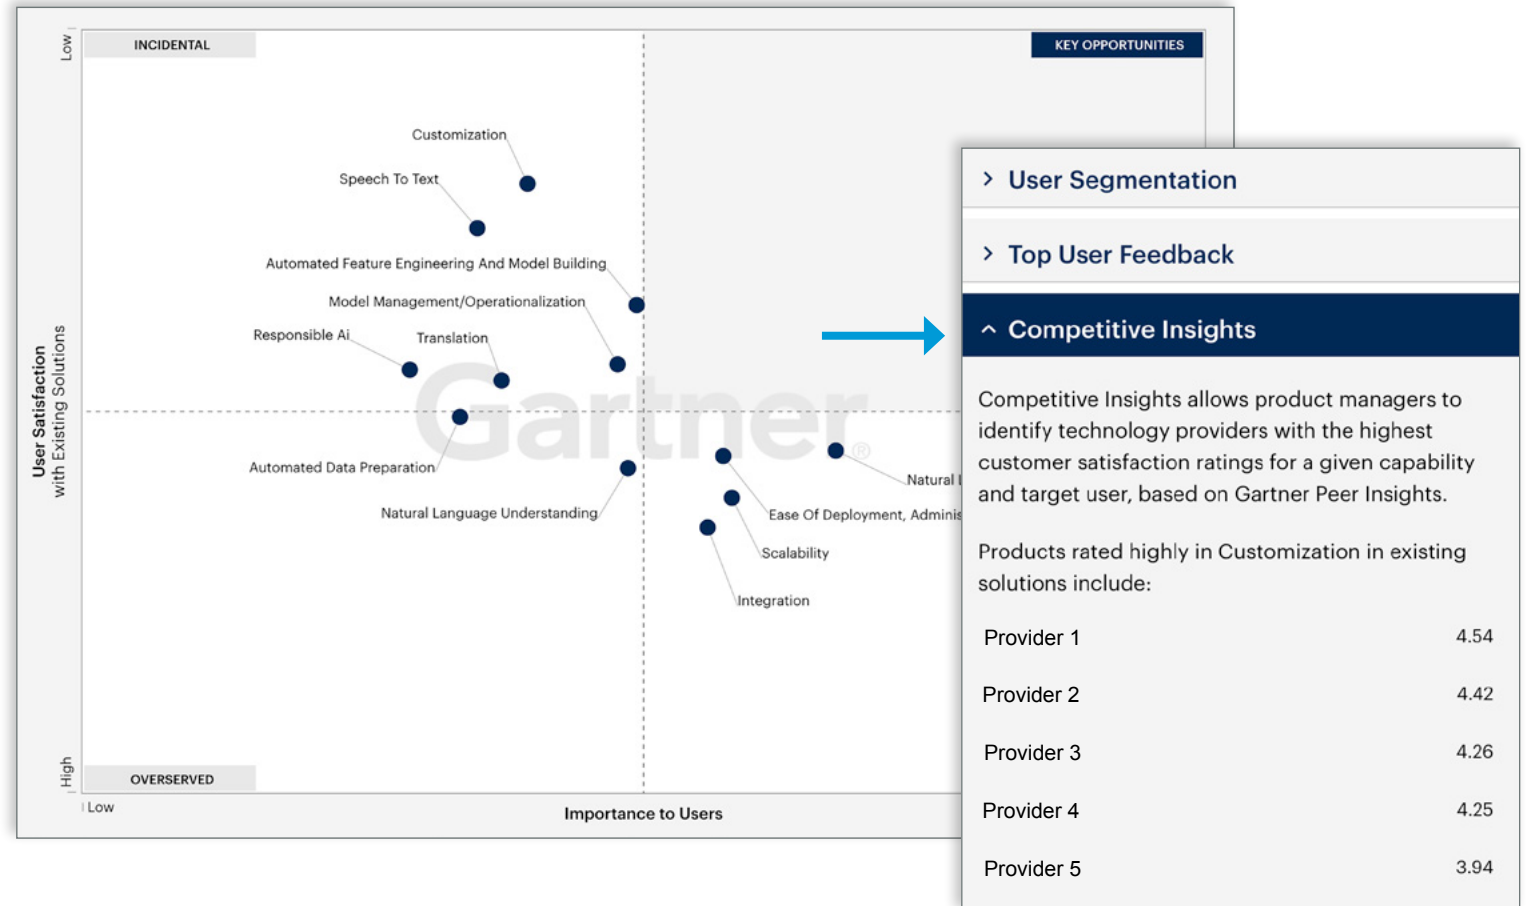 INCIDENTAL
KEY OPPORTUNITIES
Low
Customization
Speech To Text
Automated Feature Engineering And Model Building
Model Management/Operationalization
Responsible Ai
Translation
Gartner®
Automated Data Preparation
Natural Language Understanding
Natural
Ease Of Deployment,
Scalability
Integration
User Satisfaction
with Existing Solutions
High
OVERSERVED
Low
Importance to Users
User Segmentation
Top User Feedback
Competitive Insights
Competitive Insights allows product managers to
identify technology providers with the highest
customer satisfaction ratings for a given capability
and target user, based on Gartner Peer Insights.
Products rated highly in Customization in existing
solutions include:
Provider 1 4.54
Provider 2 4.42
Provider 3 4.26
Provider 4 4.25
Provider 5 3.94